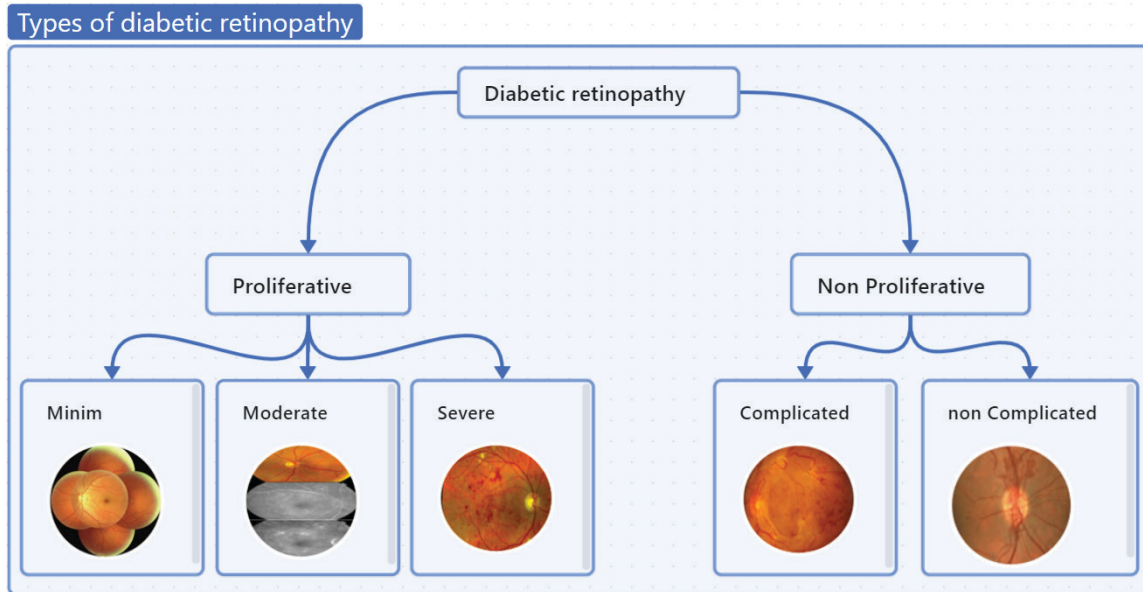 Types of diabetic retinopathy
Diabetic retinopathy
Proliferative
Non Proliferative
Minim
Moderate
Severe
Complicated
non Complicated